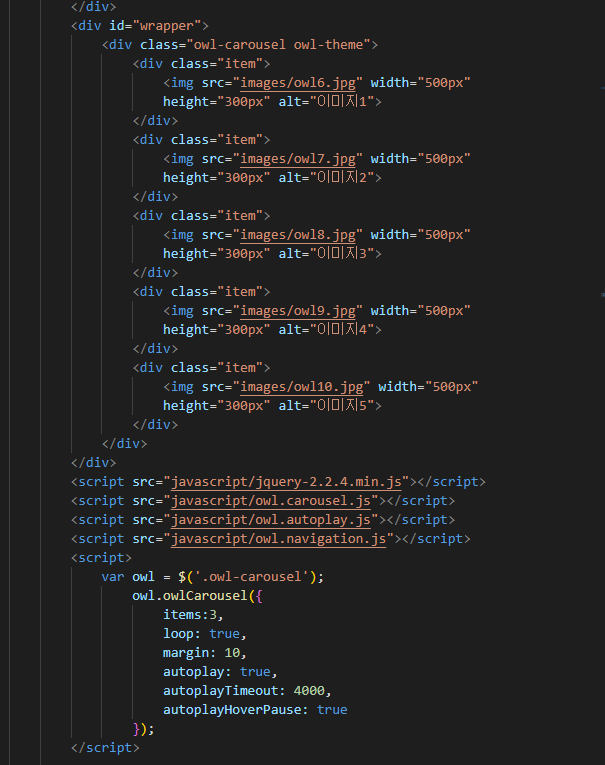 </div>
<div id="wrapper">
<div class="owl-carousel owl-theme">
<div class="item">
<img src="images/owl6.jpg" width="500px"
height="300px" alt="이미지1">
</div>
<div class="item">
<img src="images/owl7.jpg" width="500px"
height="300px" alt="이미지2">
</div>
<div class="item">
<img src="images/owl8.jpg" width="500px"
height="300px" alt="이미지3">
</div>
<div class="item">
<img src="images/owl9.jpg" width="500px"
height="300px" alt="이미지4">
</div>
<div class="item">
<img src="images/owl10.jpg" width="500px"
height="300px" alt="이미지5">
</div>
</div>
</div>
<script src="javascript/jquery-2.2.4.min.js"></script>
<script src="javascript/owl.carousel.js"></script>
<script src="javascript/owl.autoplay.js"></script>
<script src="javascript/owl.navigation.js"></script>
<script>
var owl = $('.owl-carousel');
owl.owlCarousel({
items:3,
loop: true,
margin: 10,
autoplay: true,
autoplayTimeout: 4000,
autoplayHoverPause: true
});
</script>